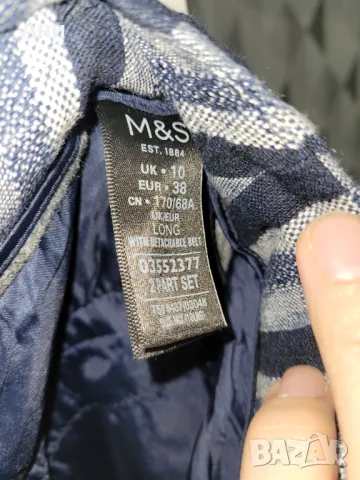 M&S
EST. 1884
UK • 10
EUR • 38
CN • 170/68A
UK/EUR
LONG
WITH DETACHABLE BELT
03552377
2 PART SET
BAZAR